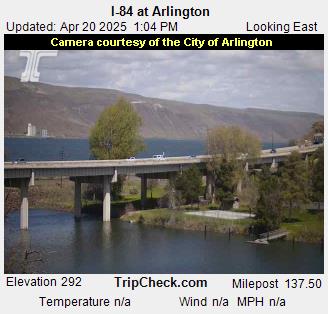 I-84 at Arlington
Updated: Apr 20 2025 1:04 PM Looking East
Camera courtesy of the City of Arlington
Elevation 292 TripCheck.com Milepost 137.50
Temperature n/a Wind n/a MPH n/a